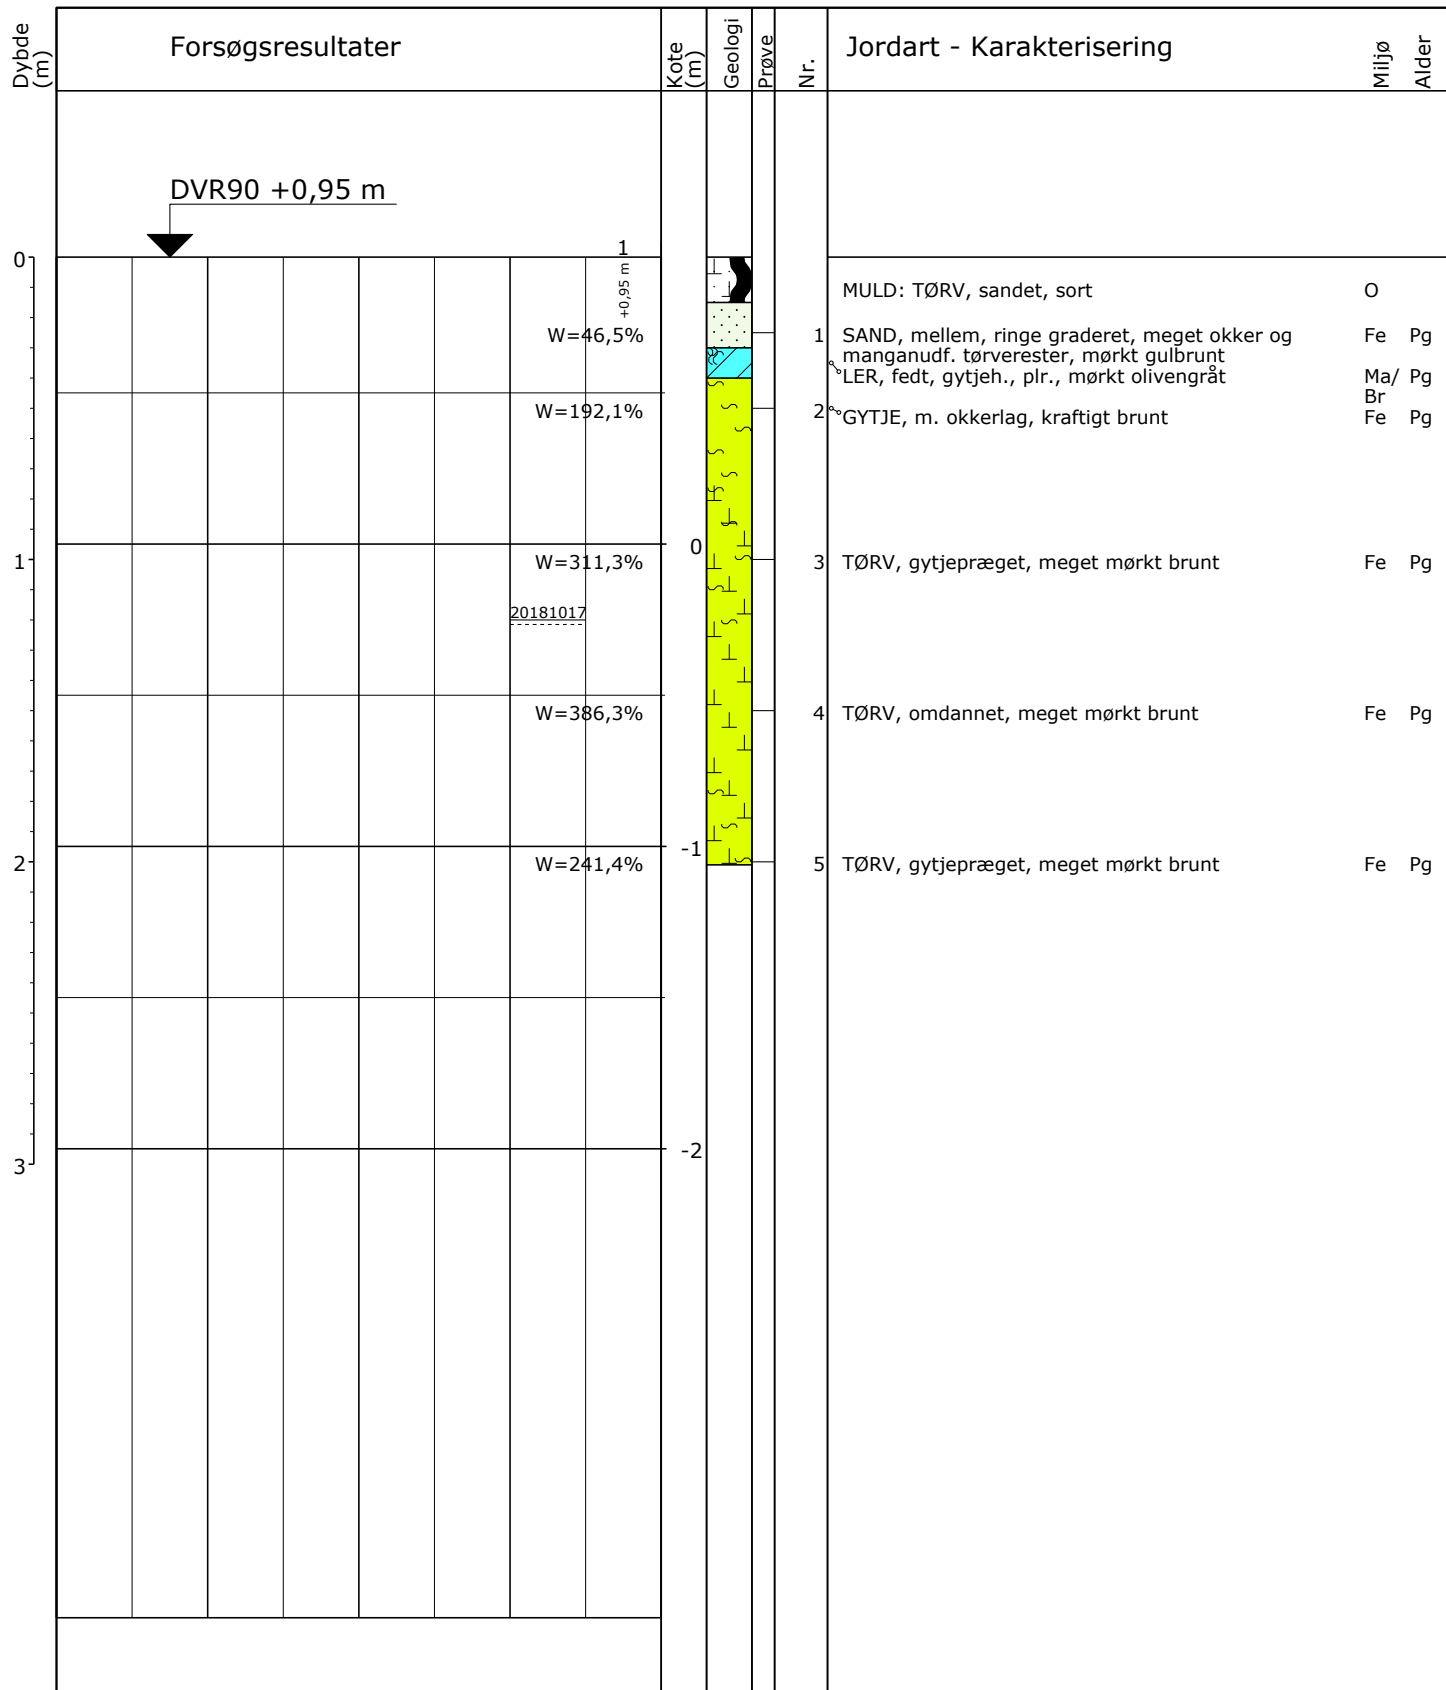 Dybde (m)
Forsøgsresultater
Kote (m)
Geologi
Prøve
Nr.
Jordart - Karakterisering
Miljø
Alder
DVR90 +0,95 m
1
+0,95 m
0
MULD: TØRV, sandet, sort O
W=46,5% 1 SAND, mellem, ringe graderet, meget okker og Fe Pg
manganudf. tørverester, mørkt gulbrunt
LER, fedt, gytjeh., plr., mørkt olivengråt Ma/ Pg
Br
W=192,1% 2 GYTJE, m. okkerlag, kraftigt brunt Fe Pg
0
1 W=311,3% 3 TØRV, gytjepræget, meget mørkt brunt Fe Pg
20181017
W=386,3% 4 TØRV, omdannet, meget mørkt brunt Fe Pg
-1
2 W=241,4% 5 TØRV, gytjepræget, meget mørkt brunt Fe Pg
-2
3